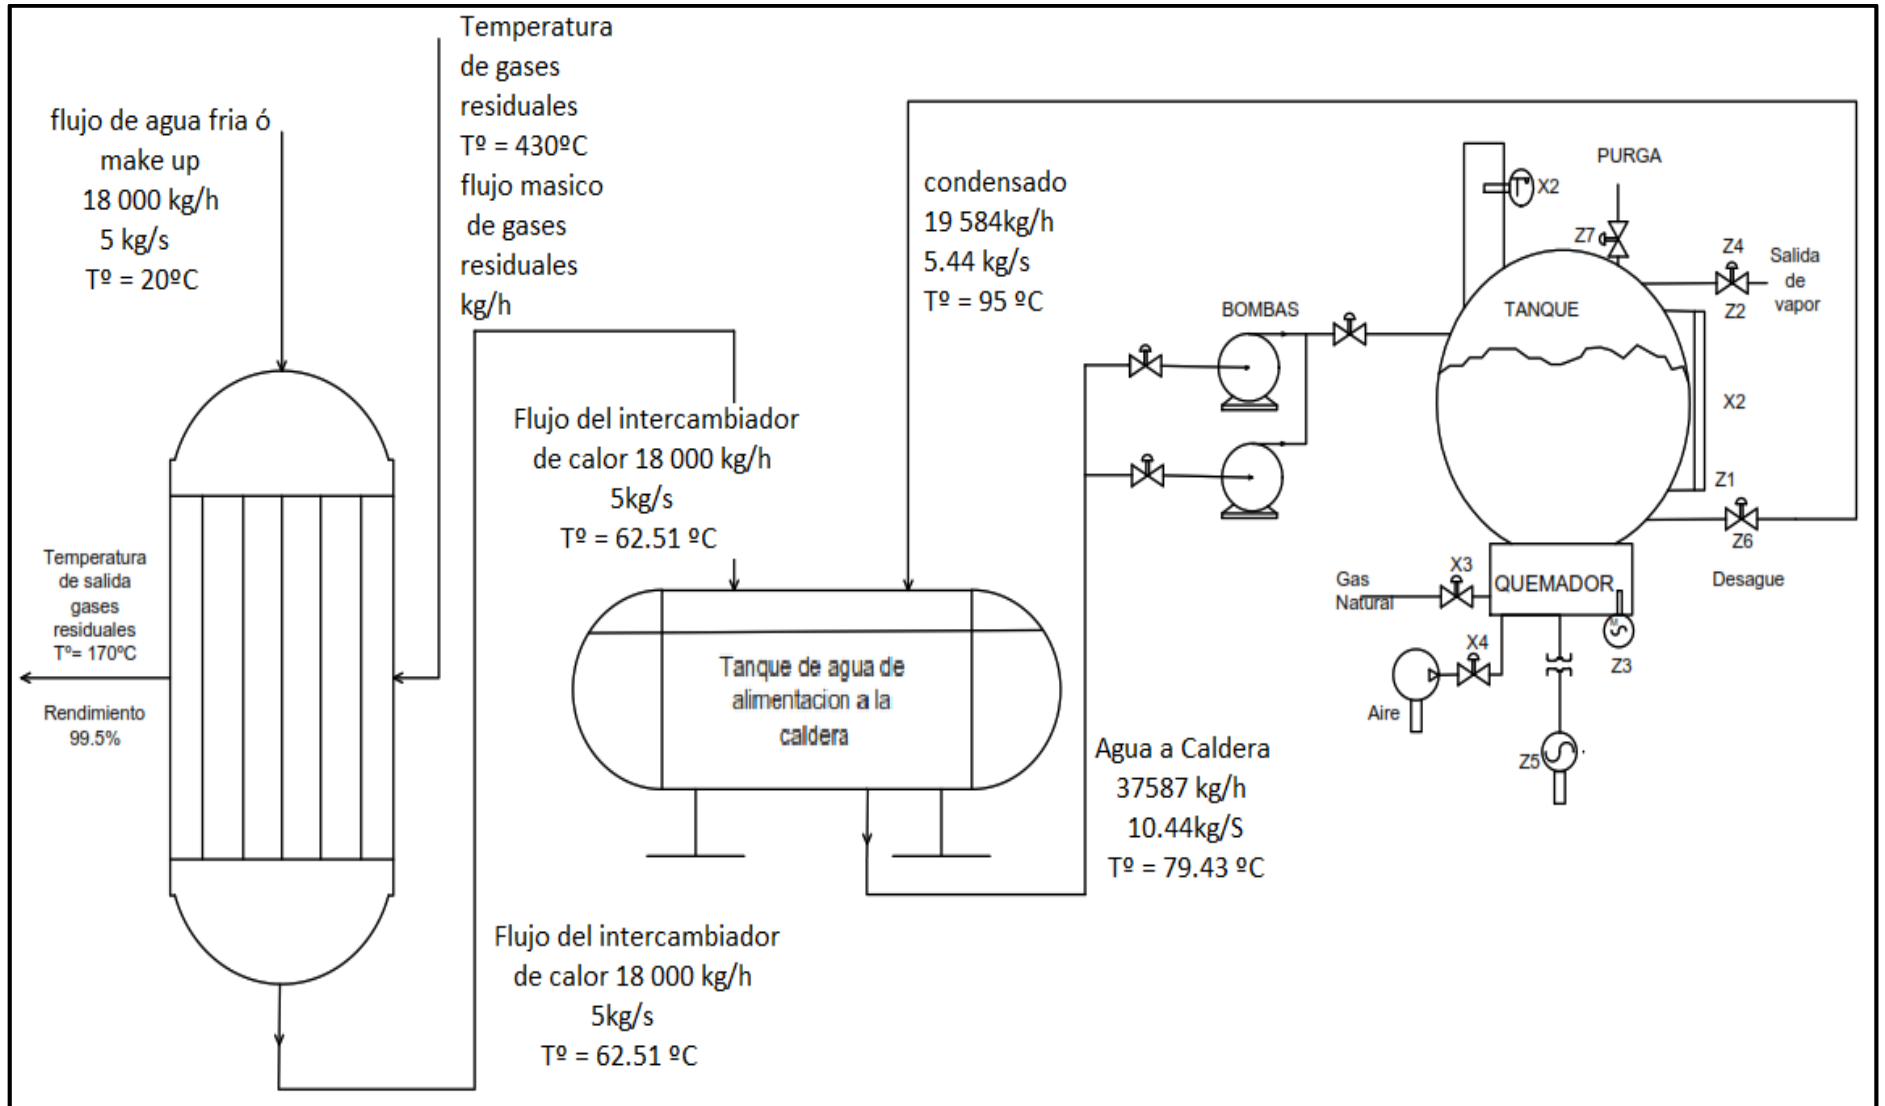 flujo de agua fria ó
make up
18 000 kg/h
5 kg/s
Tº = 20ºC
Temperatura
de gases
residuales
Tº = 430ºC
flujo masico
de gases
residuales
kg/h
condensado
19 584kg/h
5.44 kg/s
Tº = 95 ºC
Flujo del intercambiador
de calor 18 000 kg/h
5kg/s
Tº = 62.51 ºC
Temperatura
de salida
gases
residuales
Tº= 170ºC
Rendimiento
99.5%
Tanque de agua de
alimentacion a la
caldera
Flujo del intercambiador
de calor 18 000 kg/h
5kg/s
Tº = 62.51 ºC
Agua a Caldera
37587 kg/h
10.44kg/S
Tº = 79.43 ºC
BOMBAS
T
X2
PURGA
Z7
Z4
Salida
de
vapor
Z2
TANQUE
X2
Z1
Z6
Desague
X3
Gas
Natural
QUEMADOR
M
Z3
X4
Aire
Z5